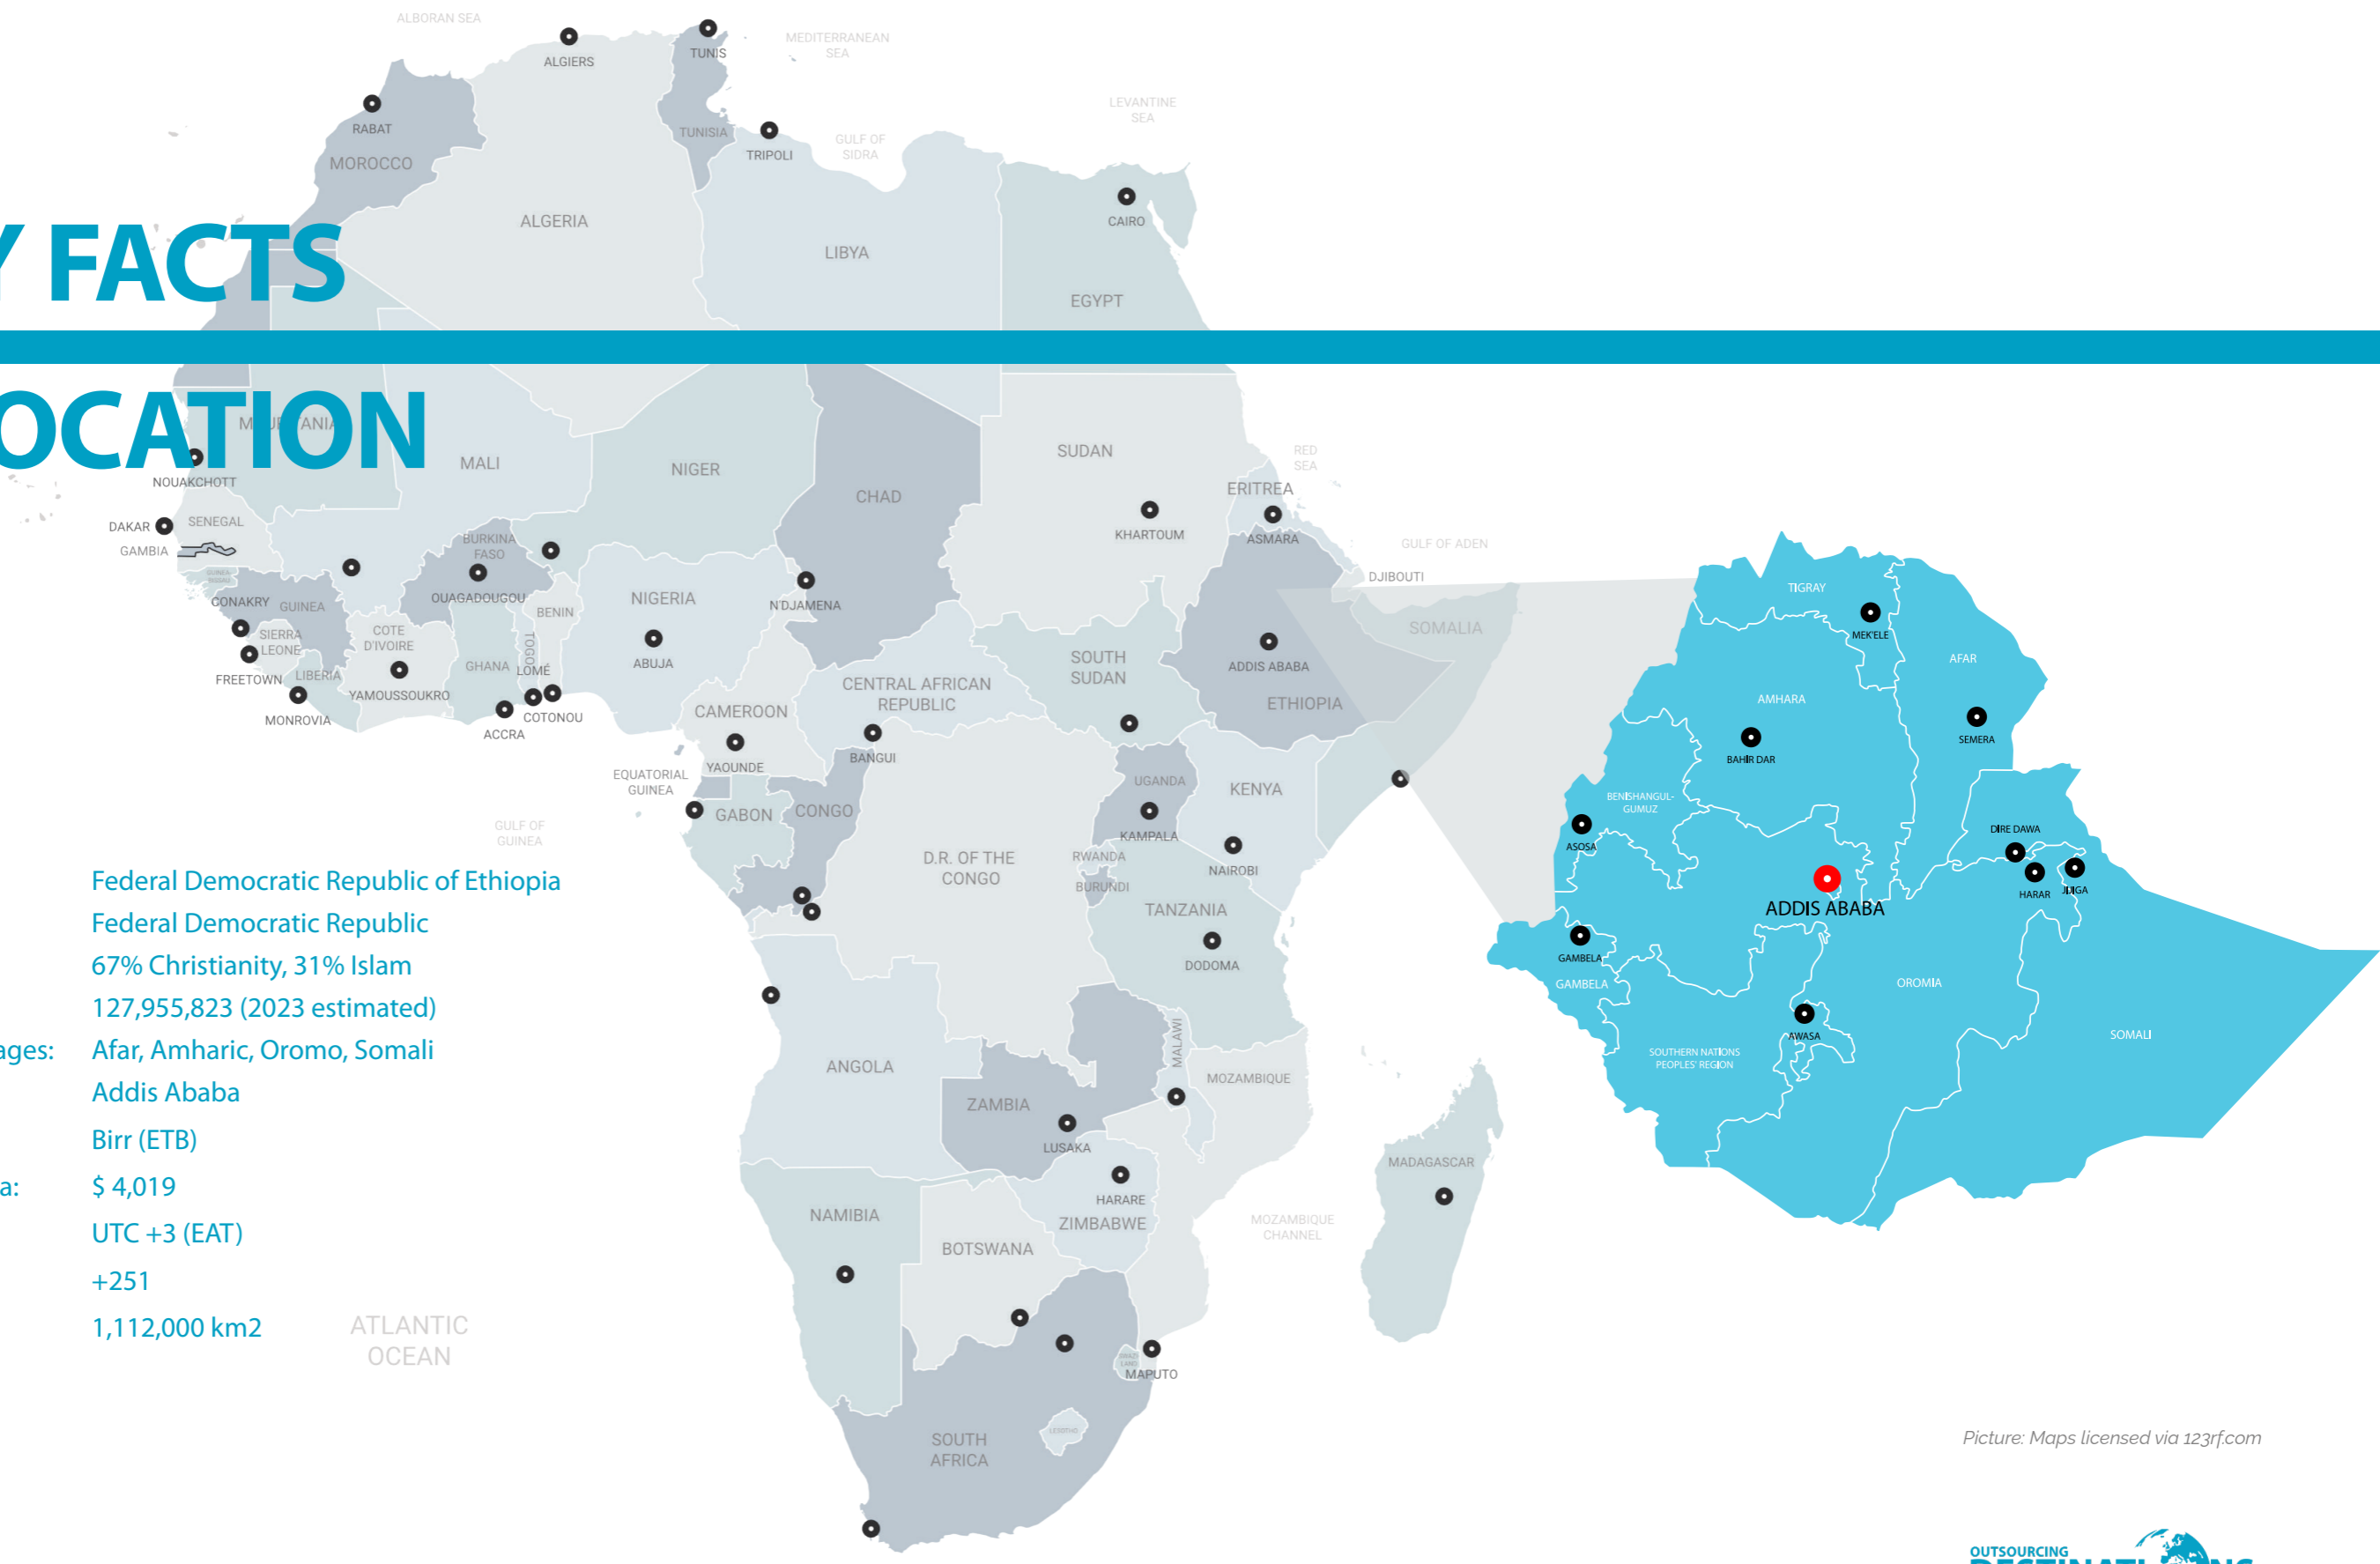 ALBORAN SEA
MEDITERRANEAN
SEA
ALGIERS
TUNIS
LEVANTINE
SEA
RABAT
MOROCCO
TUNISIA
TRIPOLI
GULF OF
SIDRA
CAIRO
ALGERIA
LIBYA
EGYPT
Y FACTS
OCATION
MALI
NIGER
CHAD
SUDAN
RED
SEA
NOUAKCHOTT
ERITREA
DAKAR
SENEGAL
GAMBIA
KHARTOUM
ASMARA
GULF OF ADEN
BURKINA
FASO
DJIBOUTI
CONAKRY
GUINEA
OUAGADOUGOU
BENIN
NIGERIA
N'DJAMENA
SIERRA
LEONE
COTE
D'IVOIRE
TOGO
SOMALIA
FREETOWN
LIBERIA
GHANA
LOMÉ
ABUJA
SOUTH
SUDAN
ADDIS ABABA
YAMOUSSOUKRO
CENTRAL AFRICAN
REPUBLIC
ETHIOPIA
MONROVIA
ACCRA
COTONOU
CAMEROON
YAOUNDE
BANGUI
EQUATORIAL
GUINEA
UGANDA
KENYA
GABON
CONGO
KAMPALA
GULF OF
GUINEA
D.R. OF THE
CONGO
RWANDA
NAIROBI
BURUNDI
TANZANIA
DODOMA
ANGOLA
MALAWI
MOZAMBIQUE
ZAMBIA
LUSAKA
HARARE
ZIMBABWE
MADAGASCAR
NAMIBIA
BOTSWANA
MOZAMBIQUE
CHANNEL
MAPUTO
SOUTH
AFRICA
LESOTHO
ATLANTIC
OCEAN
Federal Democratic Republic of Ethiopia
Federal Democratic Republic
67% Christianity, 31% Islam
127,955,823 (2023 estimated)
ages: Afar, Amharic, Oromo, Somali
Addis Ababa
Birr (ETB)
a: $ 4,019
UTC +3 (EAT)
+251
1,112,000 km2
TIGRAY
MEK'ELE
AFAR
AMHARA
SEMERA
BAHIR DAR
BENISHANGUL-
GUMUZ
ASOSA
DIRE DAWA
HARAR
JIJIGA
ADDIS ABABA
GAMBELA
GAMBELA
OROMIA
AWASA
SOMALI
SOUTHERN NATIONS
PEOPLES' REGION
Picture: Maps licensed via 123rf.com
OUTSOURCING